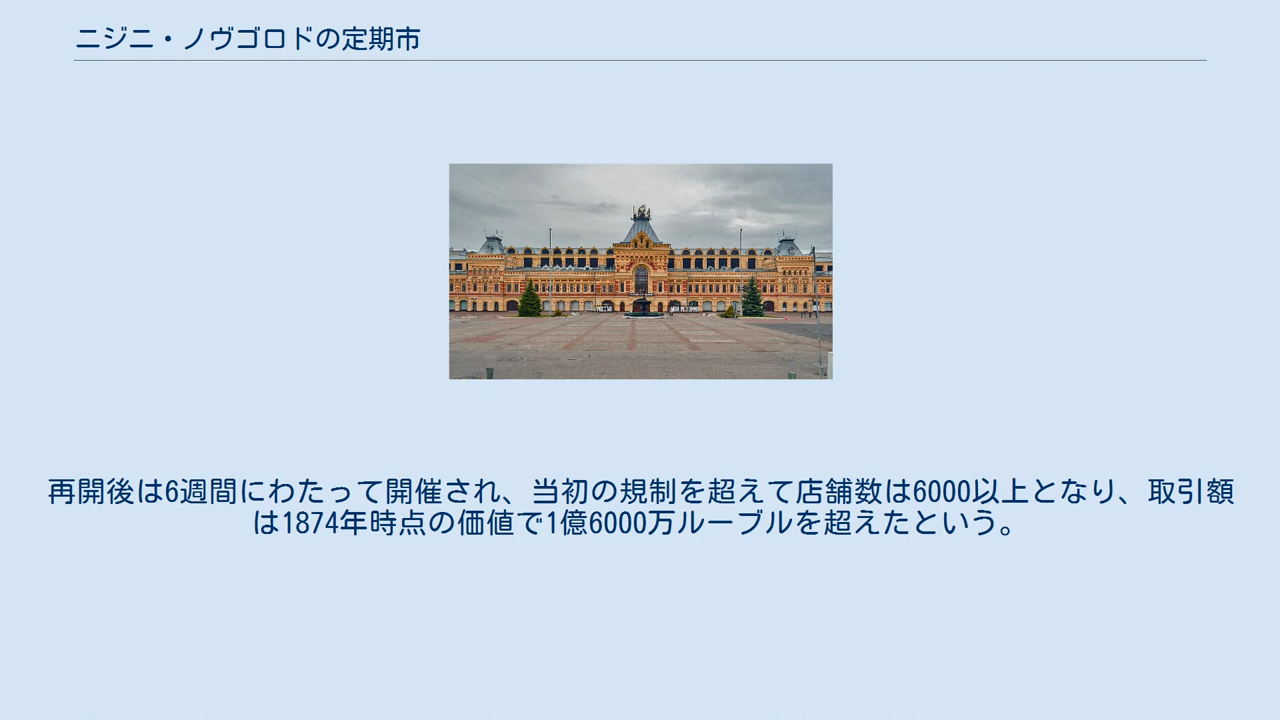 ニジニ・ノヴゴロドの定期市
再開後は6週間にわたって開催され、当初の規制を超えて店舗数は6000以上となり、取引額
は1874年時点の価値で1億6000万ルーブルを超えたという。